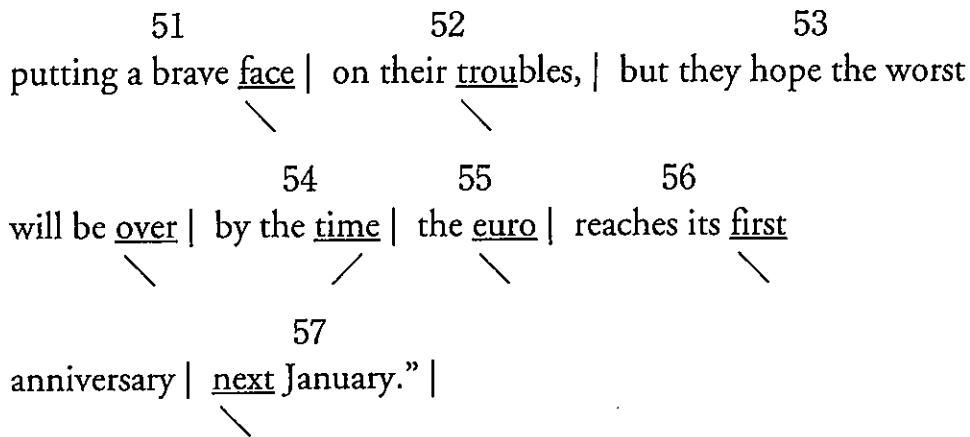 51 52 53
putting a brave face | on their troubles, | but they hope the worst
54 55 56
will be over | by the time | the euro | reaches its first
57
anniversary | next January.” |